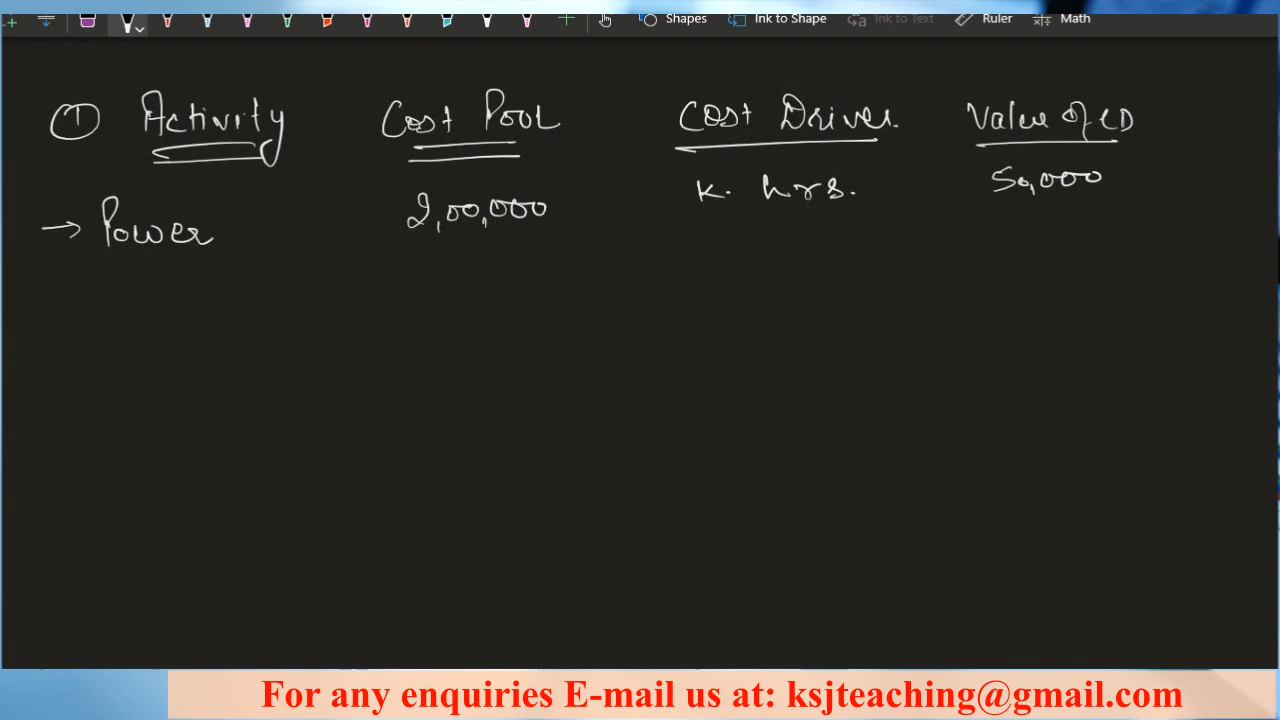 Shapes Ink to Shape Ink to Text Ruler Math
① Activity Cost Pool Cost Driver. Value of CD
→ Power 2,00,000 K. hrs. 50,000
For any enquiries E-mail us at: ksjteaching@gmail.com